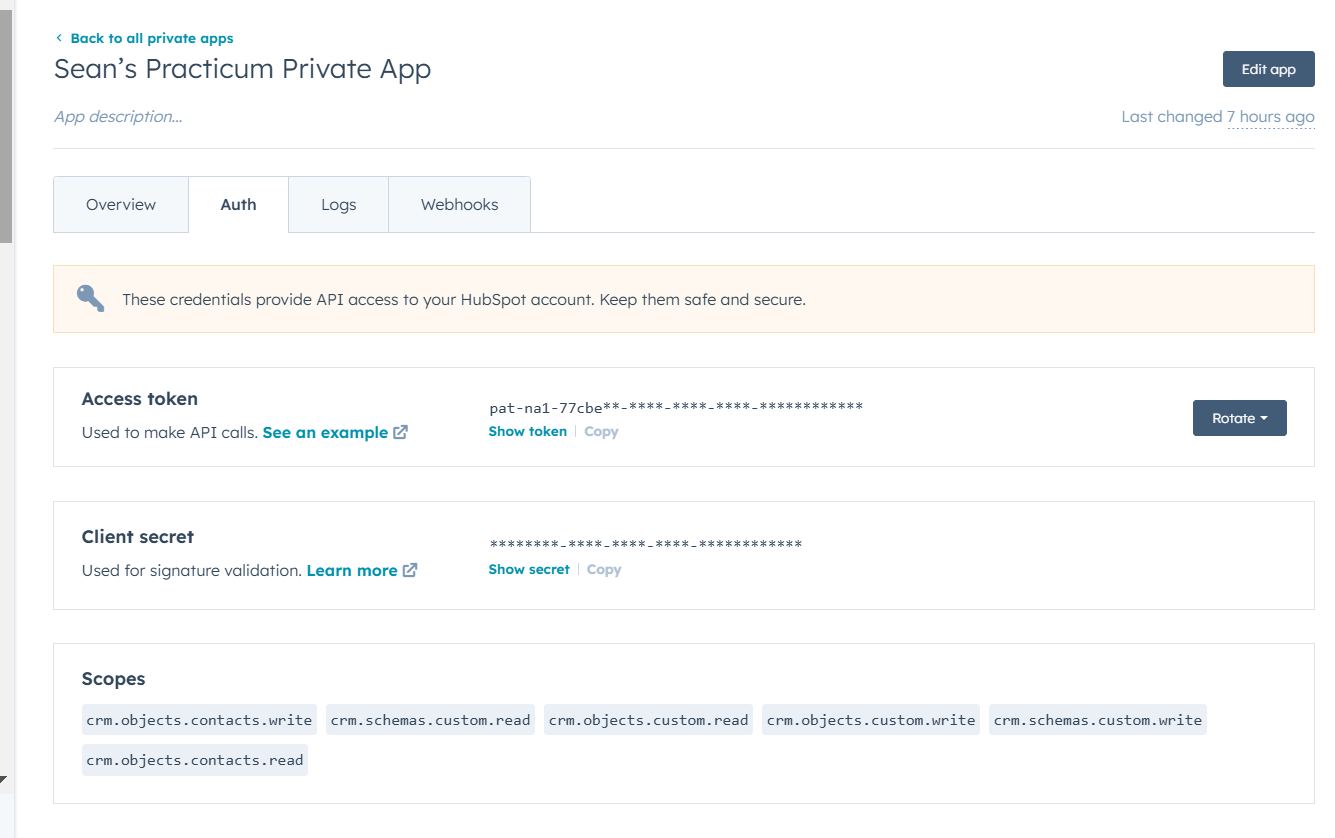 Back to all private apps
Sean’s Practicum Private App
Edit app
App description...
Last changed 7 hours ago
Overview
Auth
Logs
Webhooks
These credentials provide API access to your HubSpot account. Keep them safe and secure.
Access token
Used to make API calls. See an example
pat-na1-77cbe**-****-****-****-************
Show token
Copy
Rotate
Client secret
Used for signature validation. Learn more
********-****-****-****-************
Show secret
Copy
Scopes
crm.objects.contacts.write crm.schemas.custom.read crm.objects.custom.read crm.objects.custom.write crm.schemas.custom.write
crm.objects.contacts.read